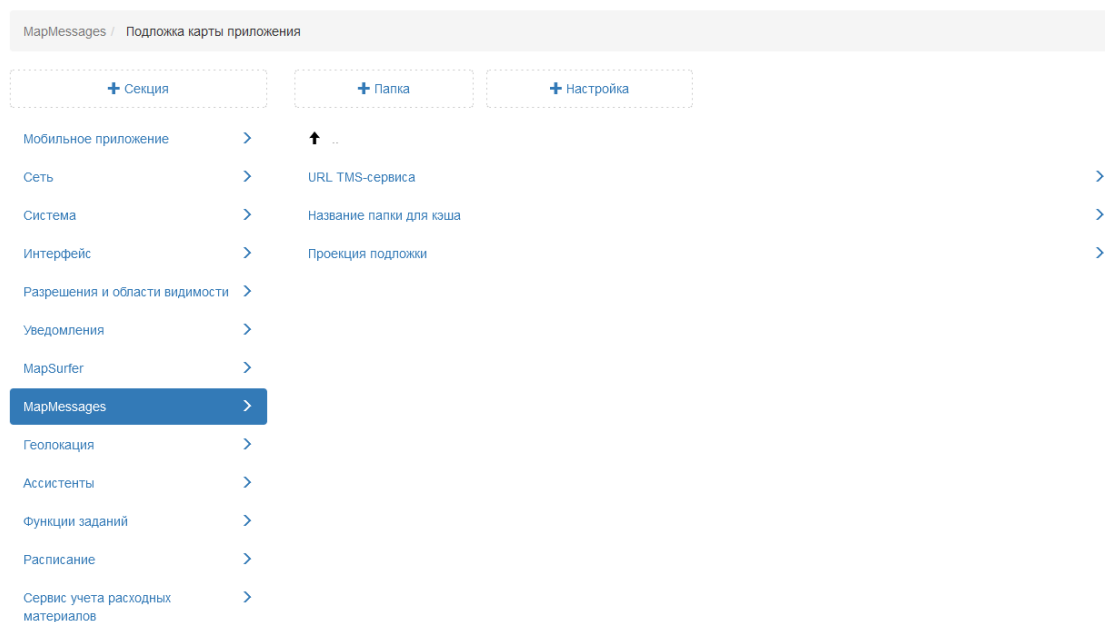 MapMessages / Подложка карты приложения
Секция
Папка
Настройка
Мобильное приложение
Сеть
Система
Интерфейс
Разрешения и области видимости
Уведомления
MapSurfer
MapMessages
Геолокация
Ассистенты
Функции заданий
Расписание
Сервис учета расходных
материалов
..
URL TMS-сервиса
Название папки для кэша
Проекция подложки